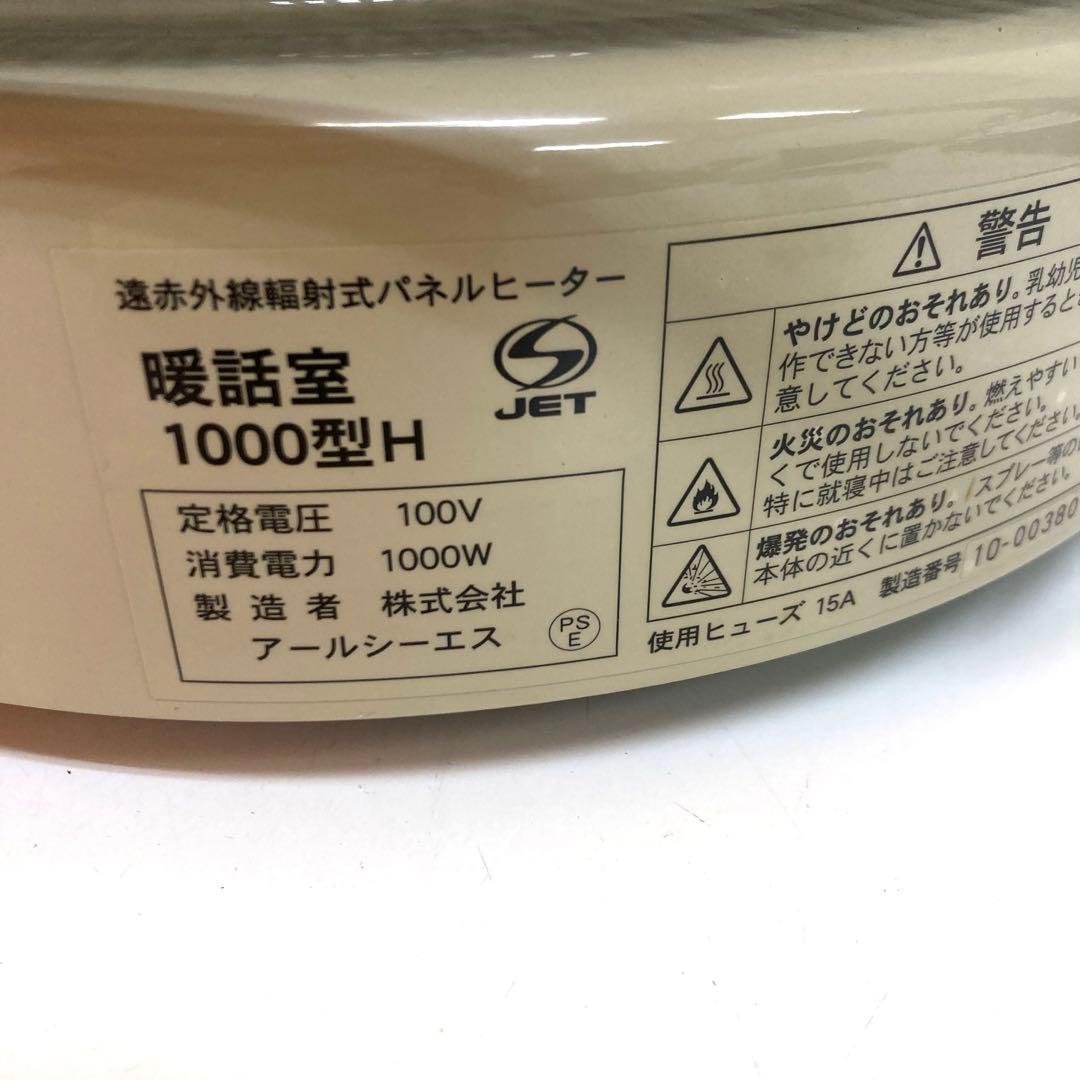 遠赤外線輻射式パネルヒーター
暖話室
1000型H
JET
定格電圧 100V
消費電力 1000W
製造者 株式会社
アールシーエス
PS
E
警告
やけどのおそれあり。乳幼児
作できない方等が使用するとき
意してください。
火災のおそれあり。燃えやすい
くで使用しないでください。
特に就寝中はご注意してください。
爆発のおそれあり。スプレー等の
本体の近くに置かないでください。
使用ヒューズ 15A 製造番号 10-00380